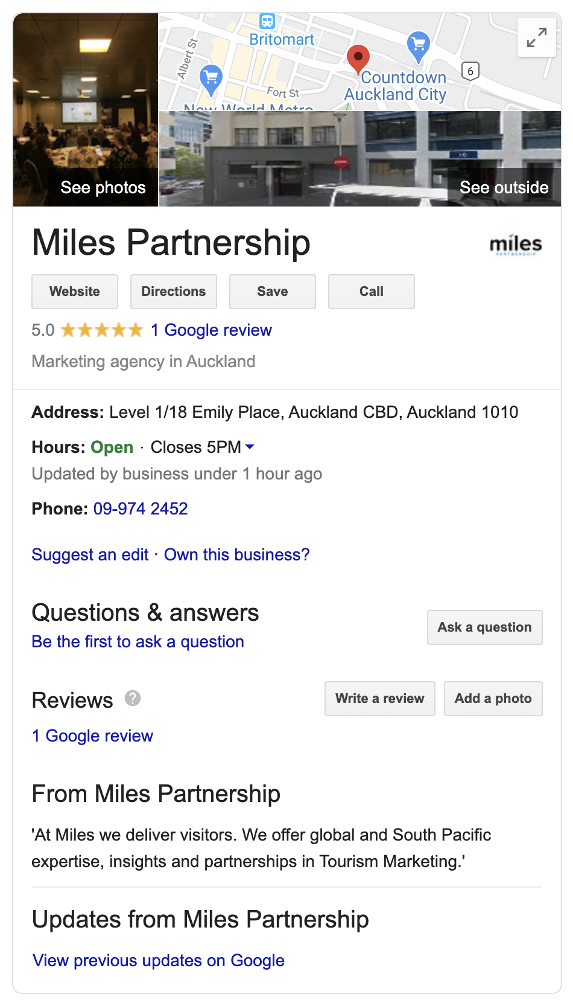 Britomart
Albert St
Fort St
Countdown
Auckland City
6
New World Metro
See photos
See outside
Miles Partnership
miles
PARTNERSHIP
Website
Directions
Save
Call
5.0 ★★★★★ 1 Google review
Marketing agency in Auckland
Address: Level 1/18 Emily Place, Auckland CBD, Auckland 1010
Hours: Open · Closes 5PM
Updated by business under 1 hour ago
Phone: 09-974 2452
Suggest an edit · Own this business?
Questions & answers
Be the first to ask a question
Ask a question
Reviews ?
Write a review
Add a photo
1 Google review
From Miles Partnership
'At Miles we deliver visitors. We offer global and South Pacific
expertise, insights and partnerships in Tourism Marketing.'
Updates from Miles Partnership
View previous updates on Google